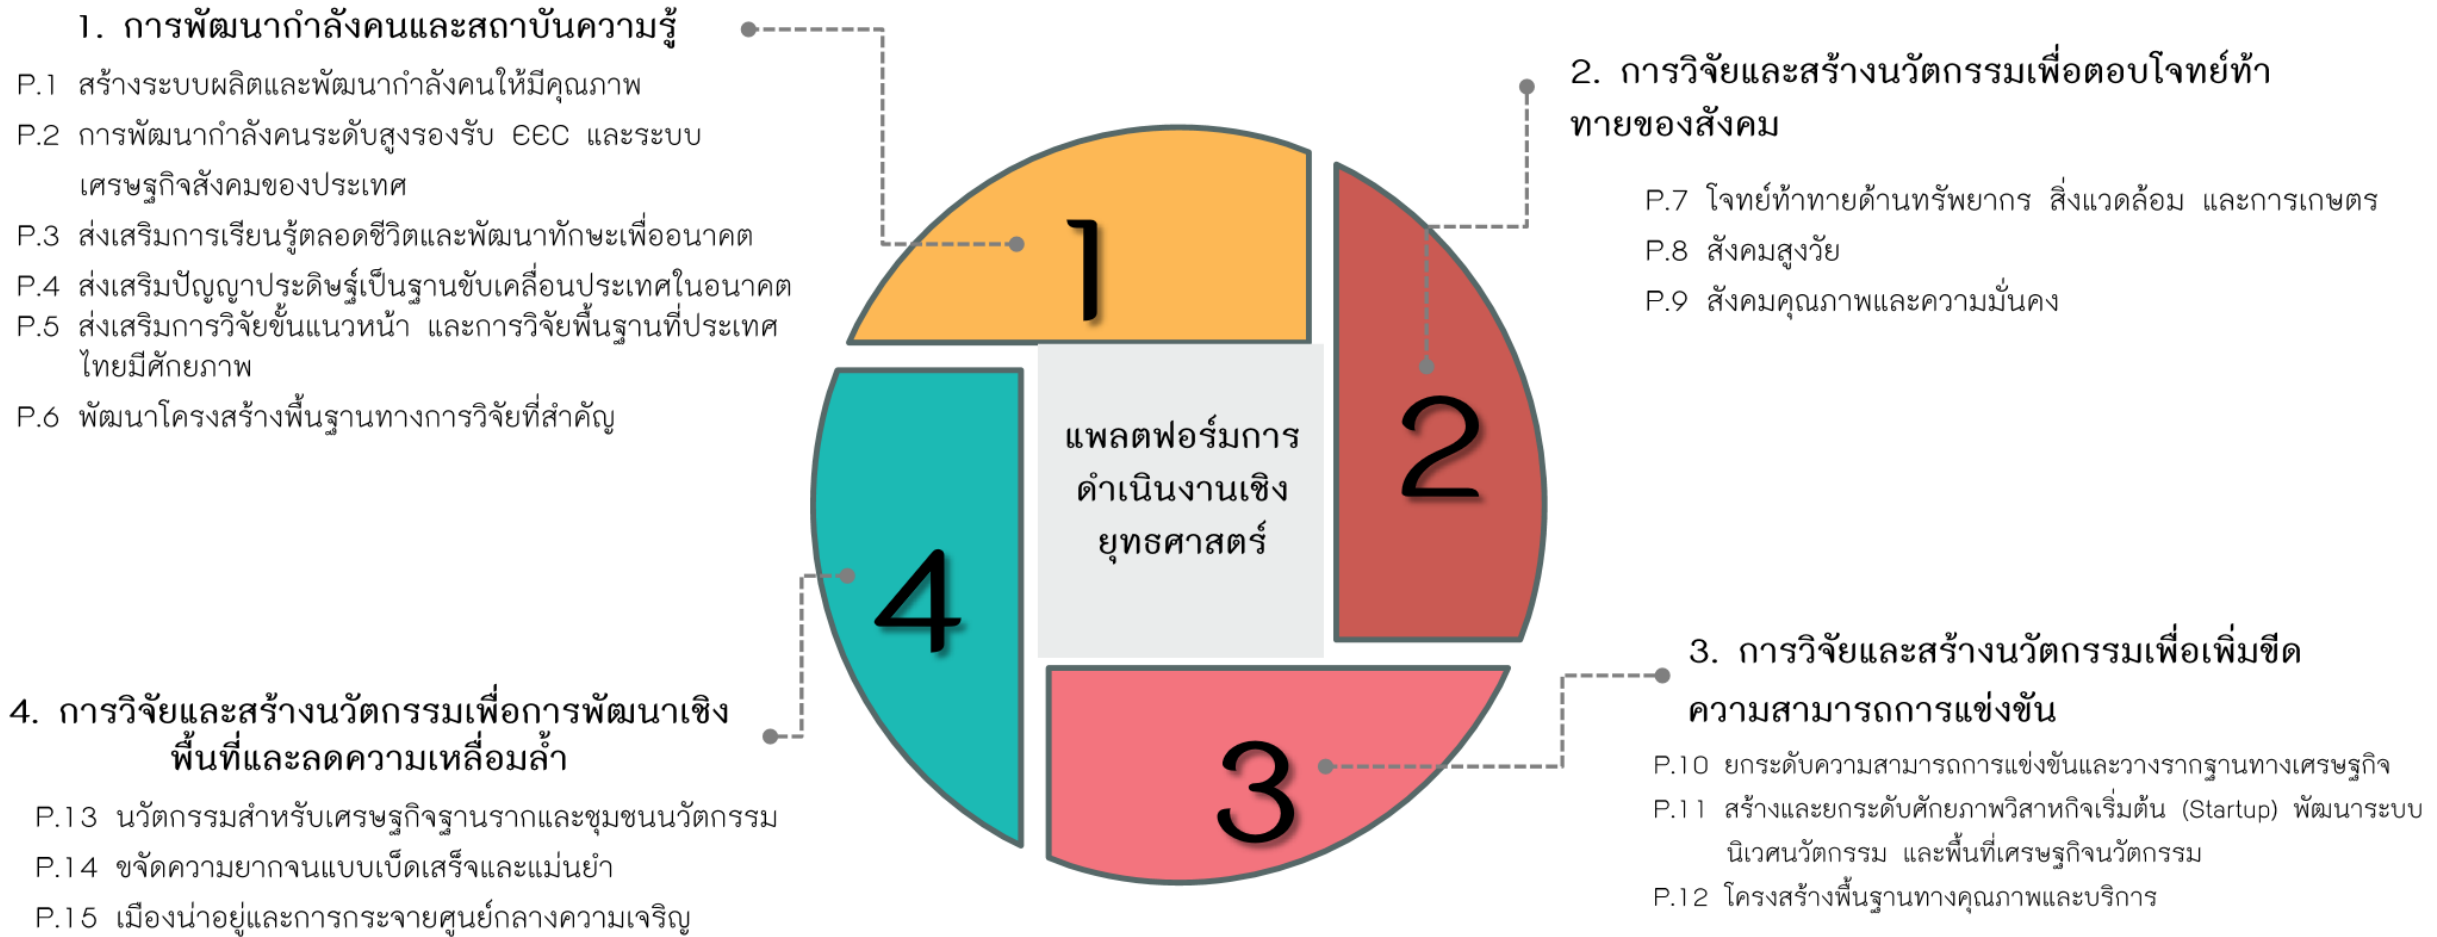 1. การพัฒนากำลังคนและสถาบันความรู้
P.1 สร้างระบบผลิตและพัฒนากำลังคนให้มีคุณภาพ
P.2 การพัฒนากำลังคนระดับสูงรองรับ EEC และระบบ
เศรษฐกิจสังคมของประเทศ
P.3 ส่งเสริมการเรียนรู้ตลอดชีวิตและพัฒนาทักษะเพื่ออนาคต
P.4 ส่งเสริมปัญญาประดิษฐ์เป็นฐานขับเคลื่อนประเทศในอนาคต
P.5 ส่งเสริมการวิจัยขั้นแนวหน้า และการวิจัยพื้นฐานที่ประเทศ
ไทยมีศักยภาพ
P.6 พัฒนาโครงสร้างพื้นฐานทางการวิจัยที่สำคัญ
2. การวิจัยและสร้างนวัตกรรมเพื่อตอบโจทย์ท้า
ทายของสังคม
P.7 โจทย์ท้าทายด้านทรัพยากร สิ่งแวดล้อม และการเกษตร
P.8 สังคมสูงวัย
P.9 สังคมคุณภาพและความมั่นคง
1
2
แพลตฟอร์มการ
ดำเนินงานเชิง
ยุทธศาสตร์
4
3
3. การวิจัยและสร้างนวัตกรรมเพื่อเพิ่มขีด
ความสามารถการแข่งขัน
P.10 ยกระดับความสามารถการแข่งขันและวางรากฐานทางเศรษฐกิจ
P.11 สร้างและยกระดับศักยภาพวิสาหกิจเริ่มต้น (Startup) พัฒนาระบบ
นิเวศนวัตกรรม และพื้นที่เศรษฐกิจนวัตกรรม
P.12 โครงสร้างพื้นฐานทางคุณภาพและบริการ
4. การวิจัยและสร้างนวัตกรรมเพื่อการพัฒนาเชิง
พื้นที่และลดความเหลื่อมล้ำ
P.13 นวัตกรรมสำหรับเศรษฐกิจฐานรากและชุมชนนวัตกรรม
P.14 ขจัดความยากจนแบบเบ็ดเสร็จและแม่นยำ
P.15 เมืองน่าอยู่และการกระจายศูนย์กลางความเจริญ